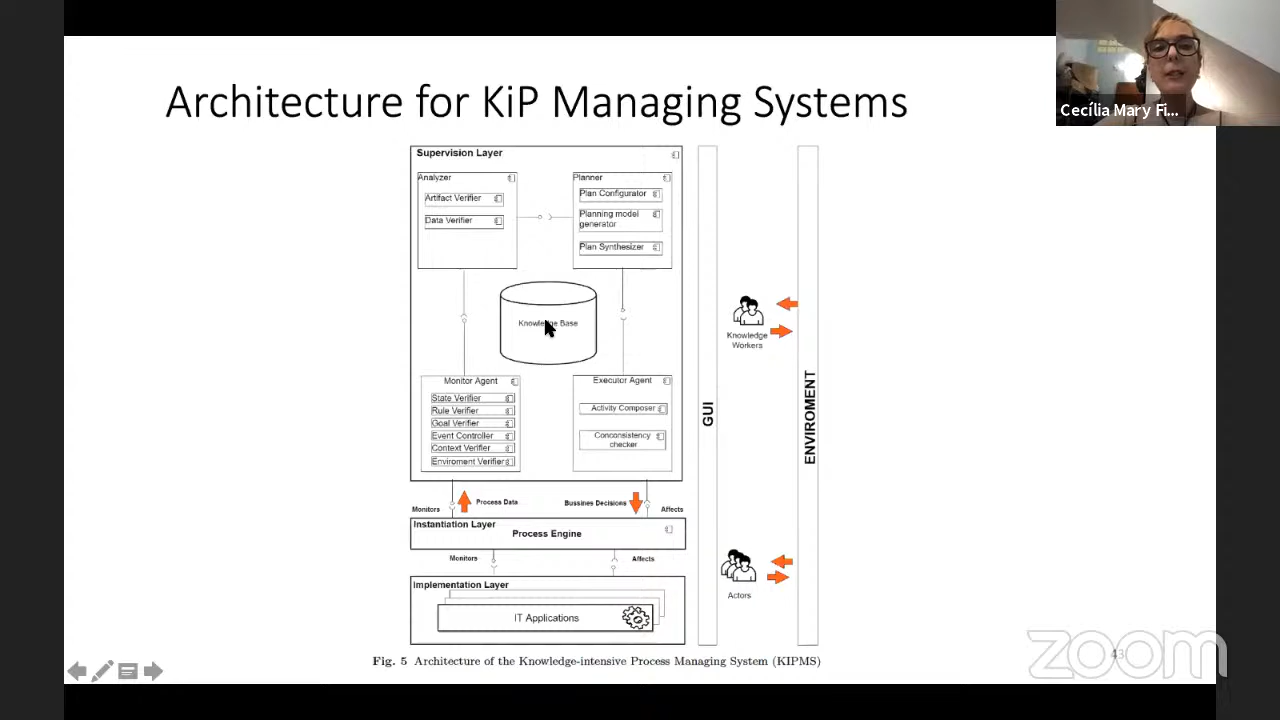 Architecture for KiP Managing Systems
Cecília Mary Fi...
Supervision Layer
Analyzer
Artifact Verifier
Data Verifier
Planner
Plan Configurator
Planning model
generator
Plan Synthesizer
Knowledge Base
Monitor Agent
State Verifier
Rule Verifier
Goal Verifier
Event Controller
Context Verifier
Enviroment Verifier
Executor Agent
Activity Composer
Conconsistency
checker
Monitors
Process Data
Bussines Decisions
Affects
Instantiation Layer
Process Engine
Monitors
Affects
Implementation Layer
IT Applications
GUI
Knowledge
Workers
Actors
ENVIROMENT
Fig. 5 Architecture of the Knowledge-intensive Process Managing System (KIPMS)
43
zoom